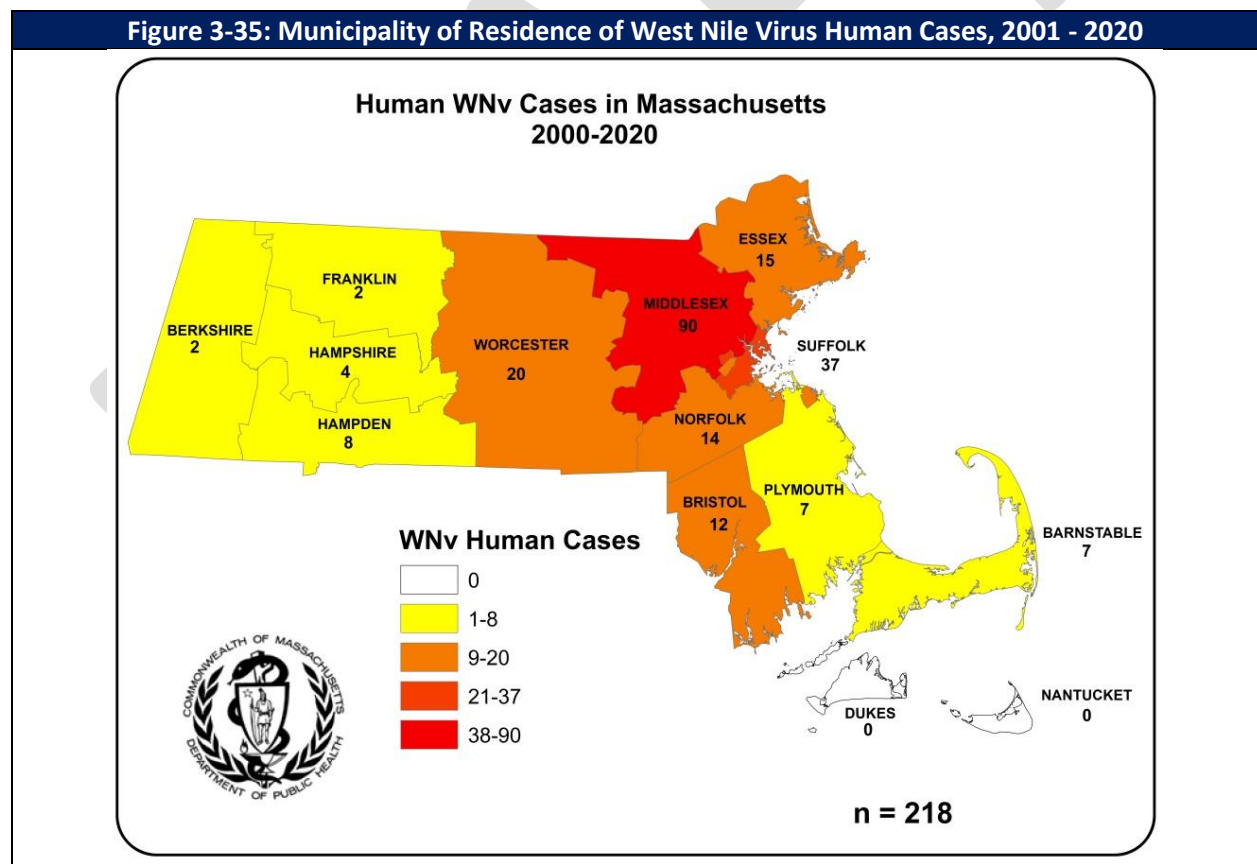 Figure 3-35: Municipality of Residence of West Nile Virus Human Cases, 2001 - 2020
Human WNv Cases in Massachusetts
2000-2020
ESSEX
15
FRANKLIN
2
MIDDLESEX
90
BERKSHIRE
2
HAMPSHIRE
4
WORCESTER
20
SUFFOLK
37
HAMPDEN
8
NORFOLK
14
BRISTOL
12
PLYMOUTH
7
BARNSTABLE
7
DUKES
0
NANTUCKET
0
WNv Human Cases
0
1-8
9-20
21-37
38-90
COMMONWEALTH OF MASSACHUSETTS
DEPARTMENT OF PUBLIC HEALTH
n = 218